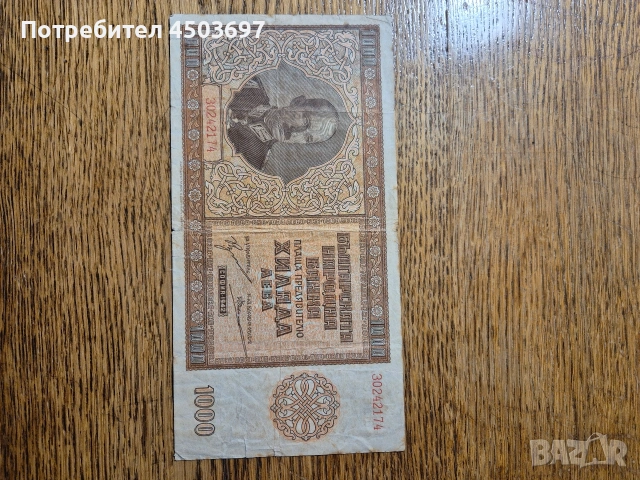 Потребител 4503697
1000
30242174
БЪЛГАРСКАТА
НАРОДНА
БАНКА
ПЛАЩА ПРЕДЯВИТЕЛЮ
ХИЛЯДА
ЛЕВА
1000
30242174
BAZAR